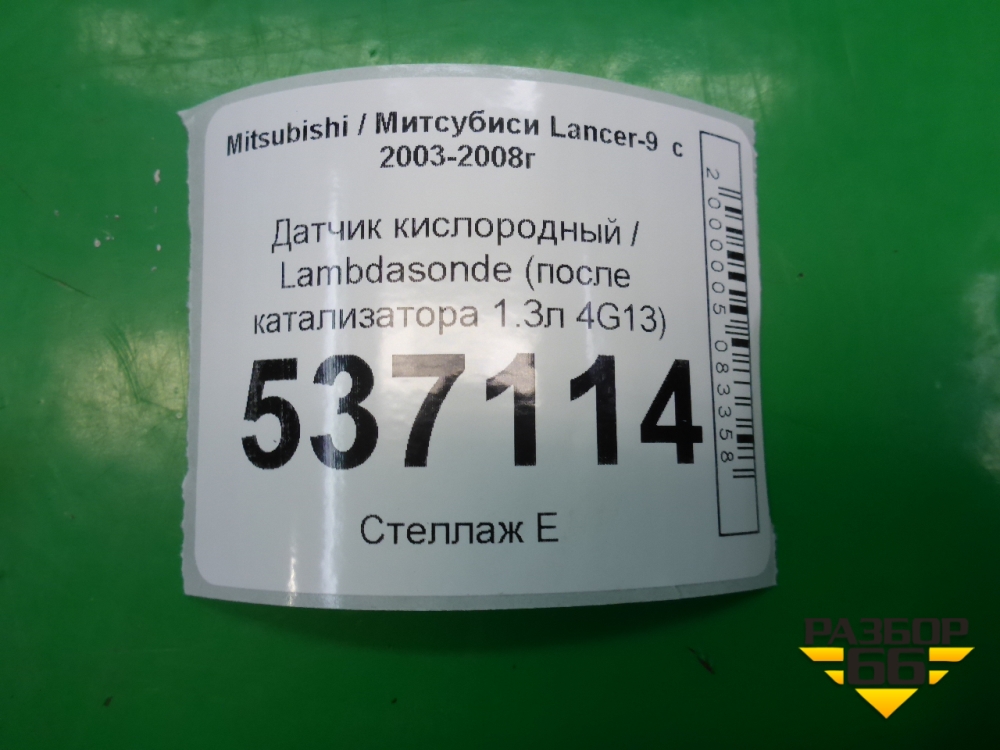 Mitsubishi / Митсубиси Lancer-9 с
2003-2008г
Датчик кислородный /
Lambdasonde (после
катализатора 1.3л 4G13)
537114
Стеллаж Е
2000005083358
РАЗБОР
66